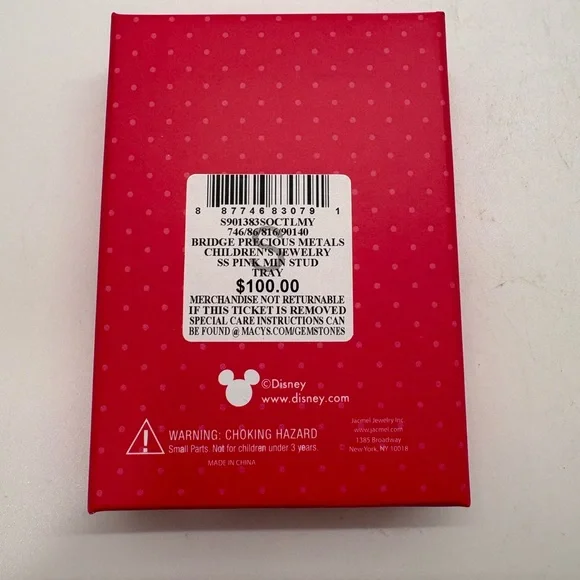 8 87746 83079 1
S901383SOCTLMY
746/86/816/90140
BRIDGE PRECIOUS METALS
CHILDREN'S JEWELRY
SS PINK MIN STUD
TRAY
$100.00
MERCHANDISE NOT RETURNABLE
IF THIS TICKET IS REMOVED
SPECIAL CARE INSTRUCTIONS CAN
BE FOUND @ MACYS.COM/GEMSTONES
©Disney
www.disney.com
WARNING: CHOKING HAZARD
Small Parts. Not for children under 3 years.
MADE IN CHINA
Jacmel Jewelry Inc.
www.jacmel.com
1385 Broadway
New York, NY 10018